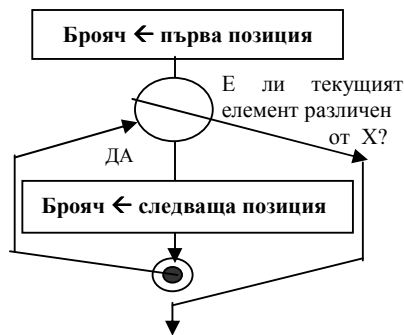 Брояч ← първа позиция
Е ли текущият
елемент различен
от X?
ДА
Брояч ← следваща позиция